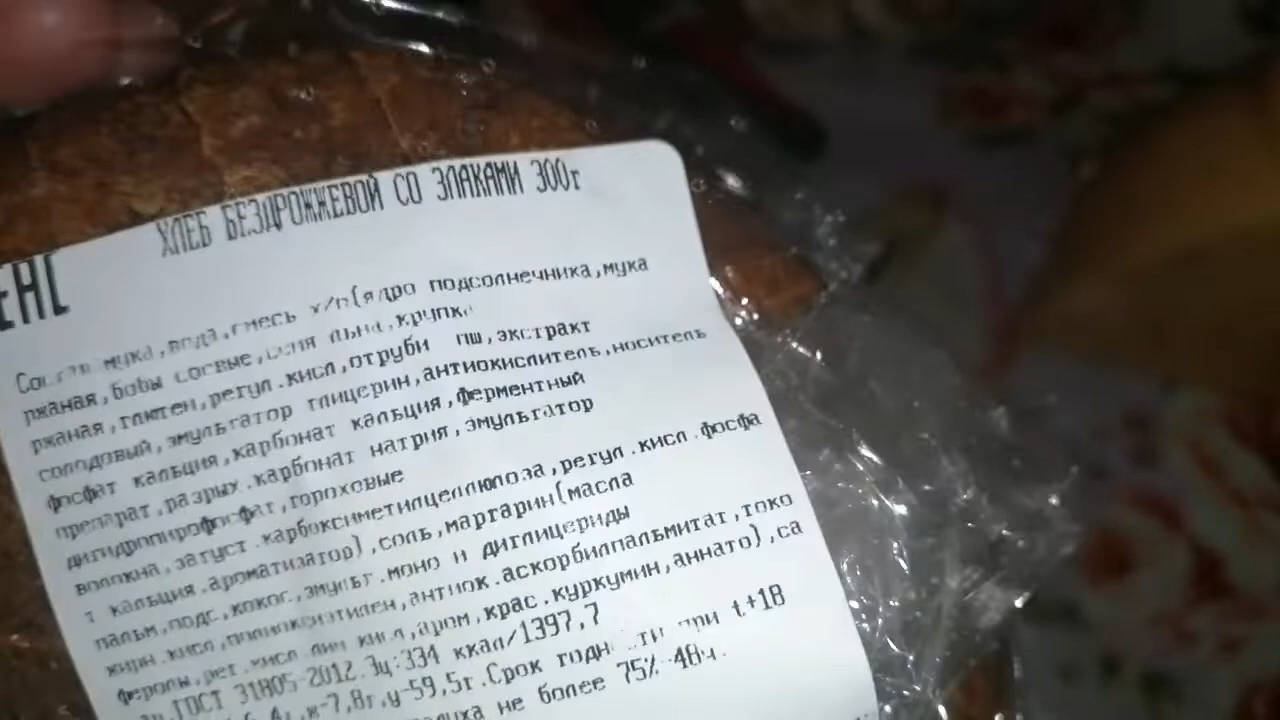 ХЛЕБ БЕЗДРОЖЖЕВОЙ СО ЗЛАКАМИ 300г
ЕАС
Состав мука,вода,смесь х/п(ядро подсолнечника,мука
ржаная,бобы соевые,семя льна,крупка
ржаная,глютен,регул.кисл,отруби пш,экстракт
солодовый,эмульгатор глицерин,антиокислитель,носитель
фосфат кальция,карбонат кальция,ферментный
препарат,разрых.карбонат натрия,эмульгатор
дигидропирофосфат,гороховые
волокна,загуст.карбоксиметилцеллюлоза,регул.кисл.фосфа
т кальция.ароматизатор),соль,маргарин(масла
пальм,подс,кокос,эмульг.моно и диглицериды
жирн.кисл,полиоксиэтилен,антиок.аскорбилпальмитат,токо
феролы,рег.кисл лим кисл,аром,крас.куркумин,аннато),са
ГОСТ 31805-2012.Эц:334 ккал/1397,7
ж-7,8г,у-59,5г.Срок годности при t.+18
не более 75% 48ч.